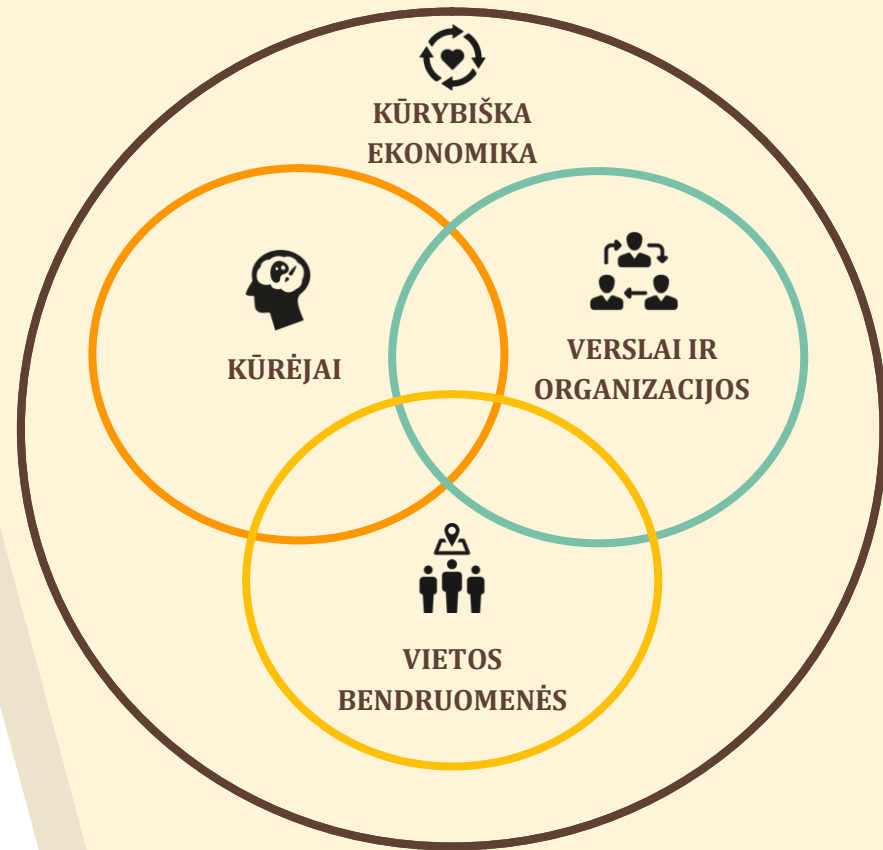 KŪRYBIŠKA
EKONOMIKA
KŪRĖJAI
VERSLAI IR
ORGANIZACIJOS
VIETOS
BENDRUOMENĖS